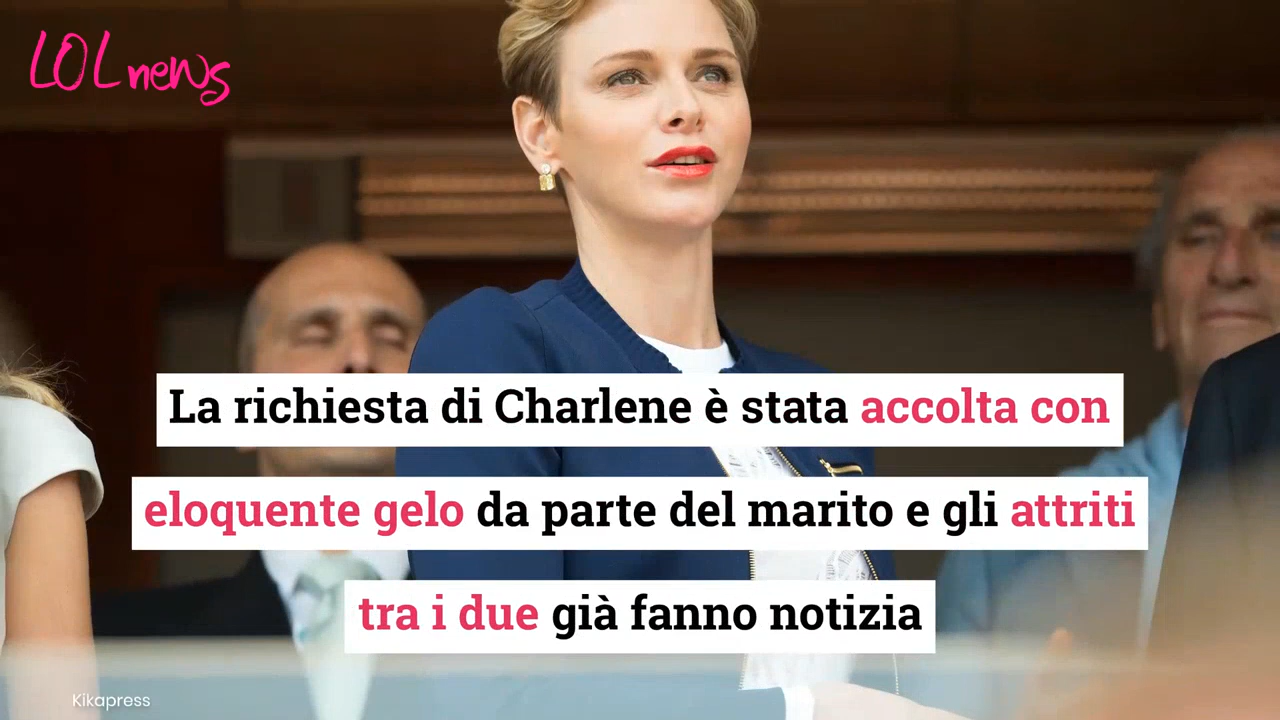 LOL news
La richiesta di Charlene è stata accolta con
eloquente gelo da parte del marito e gli attriti
tra i due già fanno notizia
Kikapress